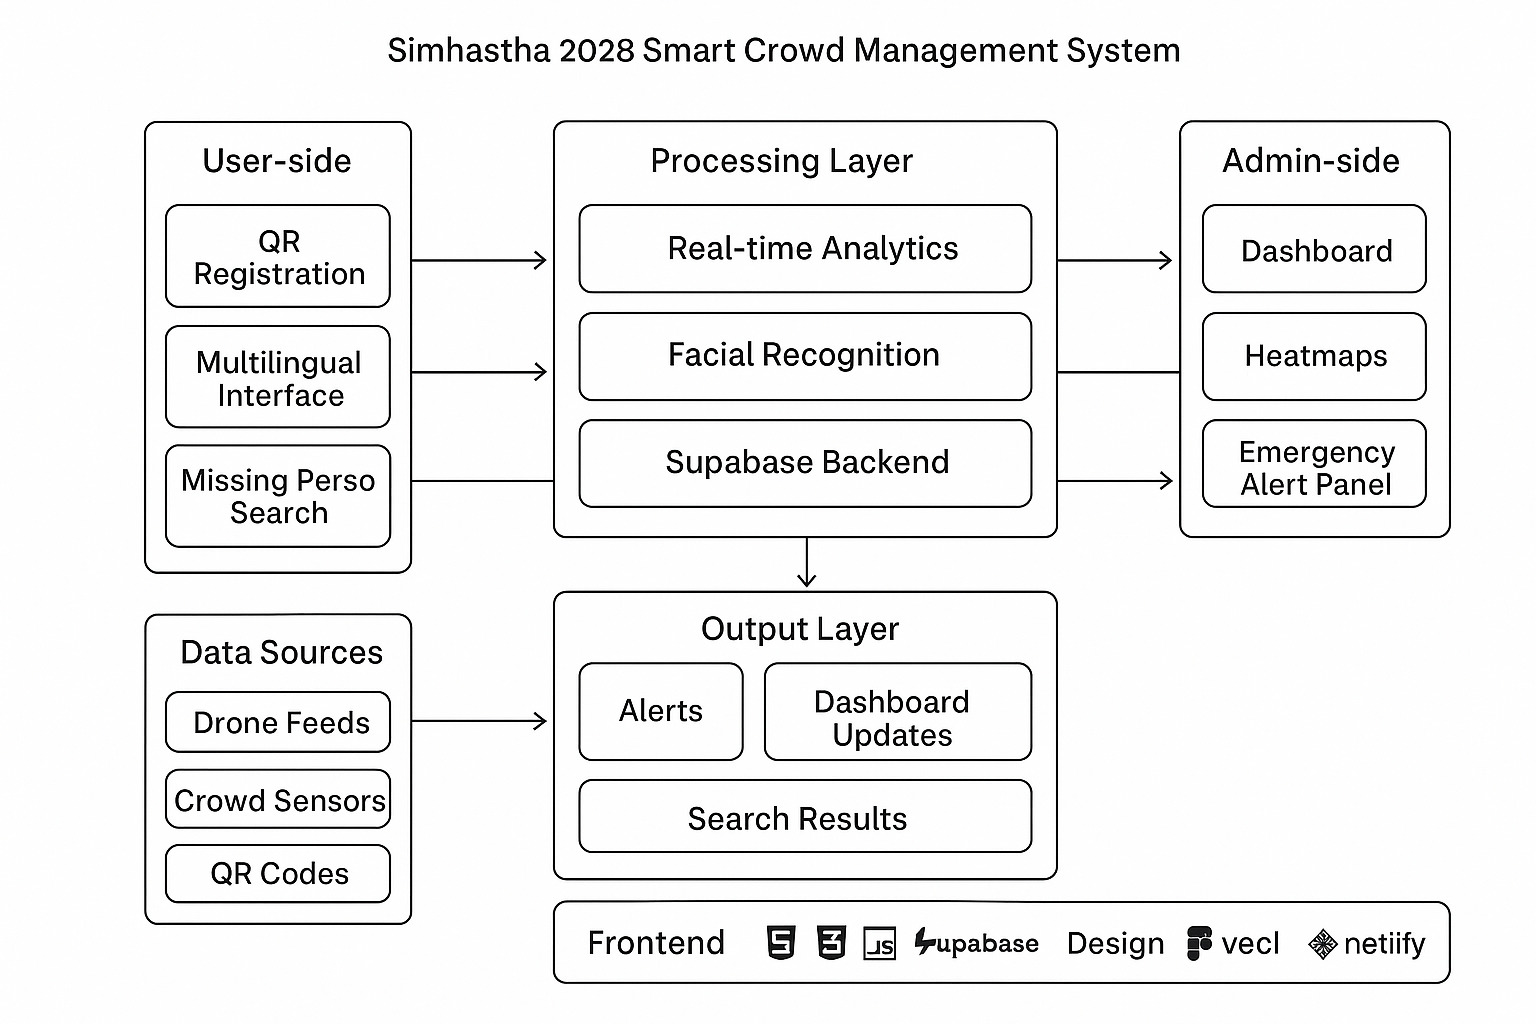 Simhastha 2028 Smart Crowd Management System
User-side
QR
Registration
Multilingual
Interface
Missing Perso
Search
Processing Layer
Real-time Analytics
Facial Recognition
Supabase Backend
Admin-side
Dashboard
Heatmaps
Emergency
Alert Panel
Data Sources
Drone Feeds
Crowd Sensors
QR Codes
Output Layer
Alerts
Dashboard
Updates
Search Results
Frontend 5 3 JS upabase Design vecl netiify